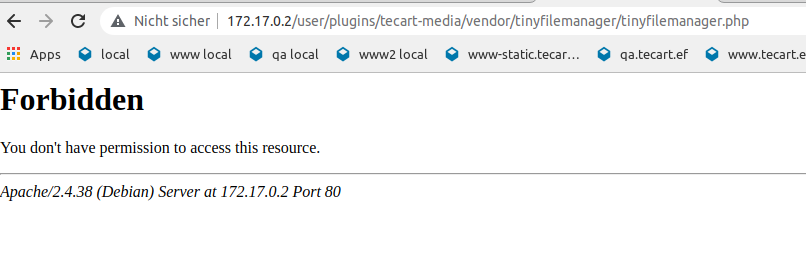 Nicht sicher 172.17.0.2/user/plugins/tecart-media/vendor/tinyfilemanager/tinyfilemanager.php
Apps local www local qa local www2 local www-static.tecar... qa.tecart.ef www.tecart.e
Forbidden
You don't have permission to access this resource.
Apache/2.4.38 (Debian) Server at 172.17.0.2 Port 80